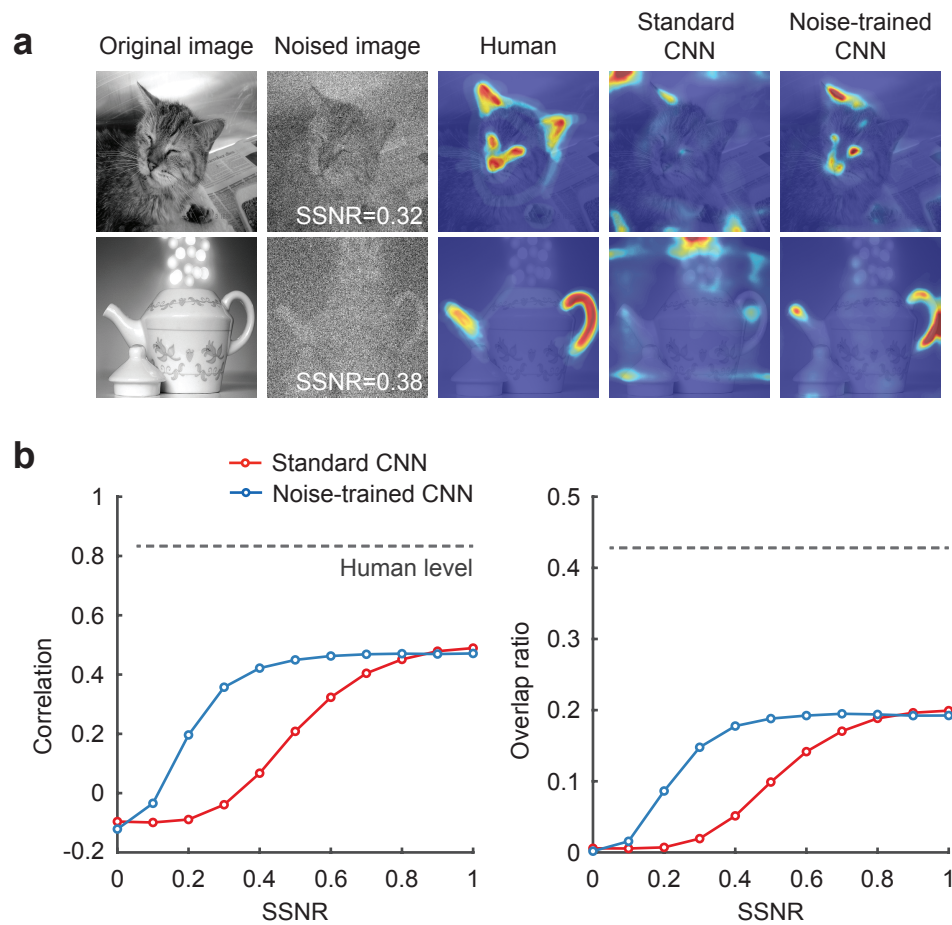 a
Original image
Noised image
Human
Standard
CNN
Noise-trained
CNN
SSNR=0.32
SSNR=0.38
b
Standard CNN
Noise-trained CNN
1
0.8
0.6
0.4
0.2
0
-0.2
Correlation
Human level
0
0.2
0.4
0.6
0.8
1
SSNR
0.5
0.4
0.3
0.2
0.1
0
Overlap ratio
0
0.2
0.4
0.6
0.8
1
SSNR